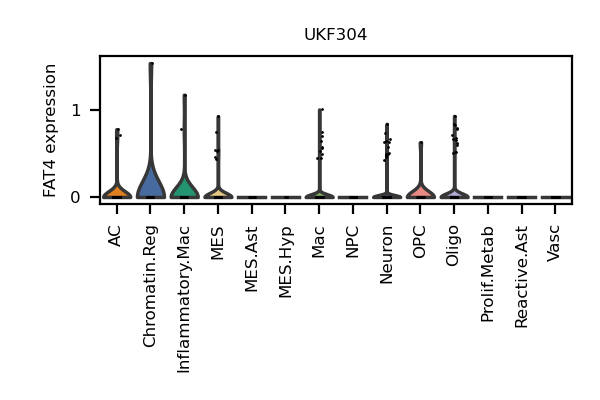 UKF304
FAT4 expression
1
0
AC
Chromatin.Reg
Inflammatory.Mac
MES
MES.Ast
MES.Hyp
Mac
NPC
Neuron
OPC
Oligo
Prolif.Metab
Reactive.Ast
Vasc